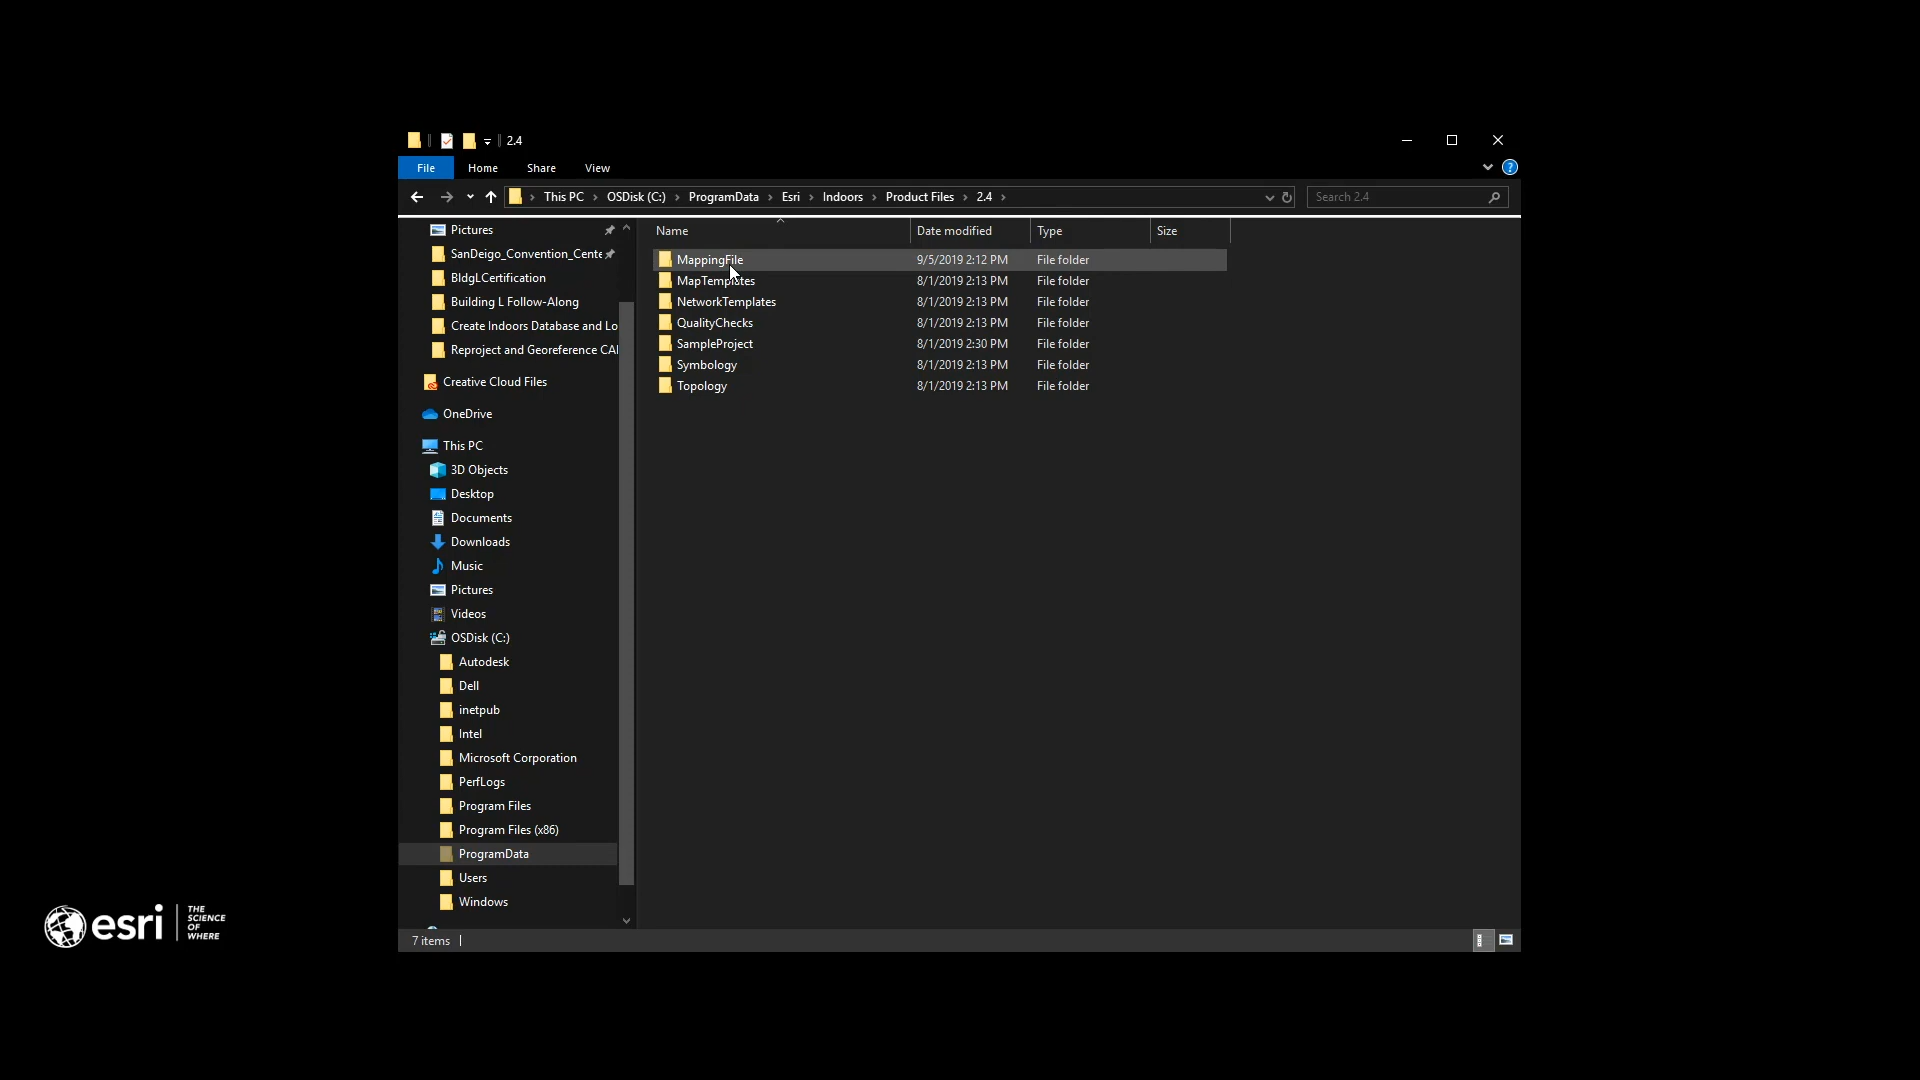 2.4
File Home Share View
This PC OSDisk (C:) ProgramData Esri Indoors Product Files 2.4 Search 2.4
Pictures
SanDeigo_Convention_Cente
BldgLCertification
Building L Follow-Along
Create Indoors Database and Lo
Reproject and Georeference CAI
Creative Cloud Files
OneDrive
This PC
3D Objects
Desktop
Documents
Downloads
Music
Pictures
Videos
OSDisk (C:)
Autodesk
Dell
inetpub
Intel
Microsoft Corporation
PerfLogs
Program Files
Program Files (x86)
ProgramData
Users
Windows
Name Date modified Type Size
MappingFile 9/5/2019 2:12 PM File folder
MapTemplates 8/1/2019 2:13 PM File folder
NetworkTemplates 8/1/2019 2:13 PM File folder
QualityChecks 8/1/2019 2:13 PM File folder
SampleProject 8/1/2019 2:30 PM File folder
Symbology 8/1/2019 2:13 PM File folder
Topology 8/1/2019 2:13 PM File folder
7 items
esri
THE
SCIENCE
OF
WHERE